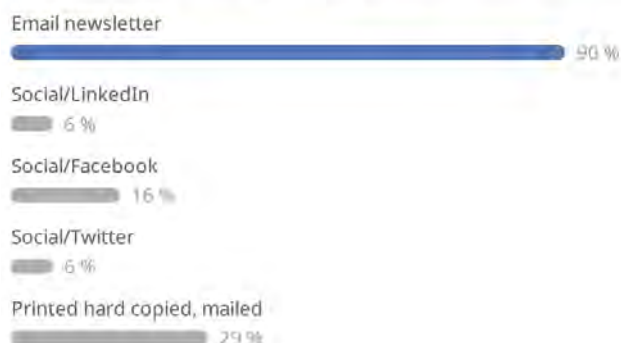 Email newsletter
90 %
Social/LinkedIn
6 %
Social/Facebook
16 %
Social/Twitter
6 %
Printed hard copied, mailed
29 %